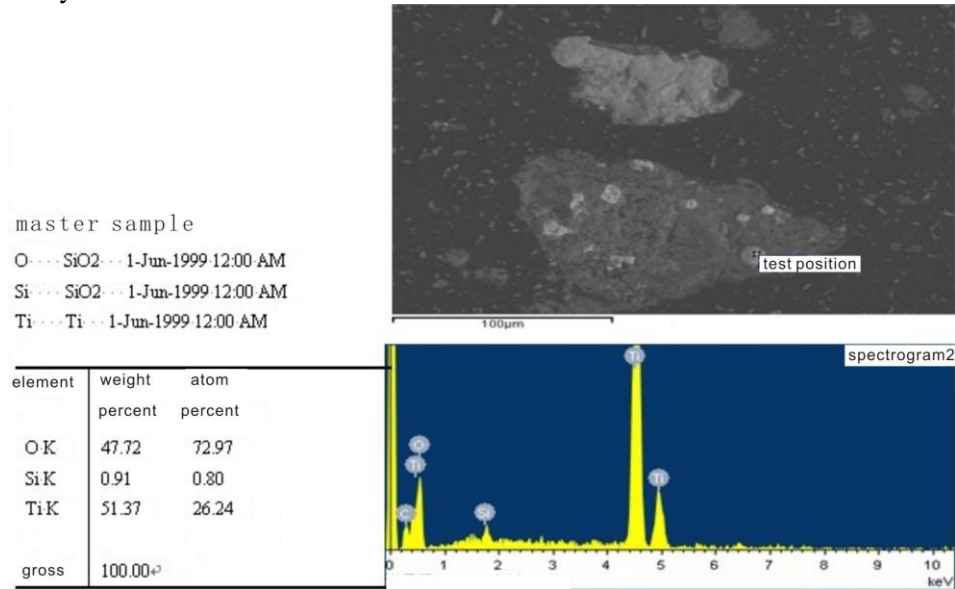 master sample
O····SiO2···1-Jun-1999·12:00·AM
Si····SiO2···1-Jun-1999·12:00·AM
Ti····Ti···1-Jun-1999·12:00·AM
element weight percent atom percent
O·K 47.72 72.97
Si·K 0.91 0.80
Ti·K 51.37 26.24
gross 100.00↵
test position
100μm
spectrogram2
Ti
O
Ti
Ti
C
Si
0 1 2 3 4 5 6 7 8 9 10
keV